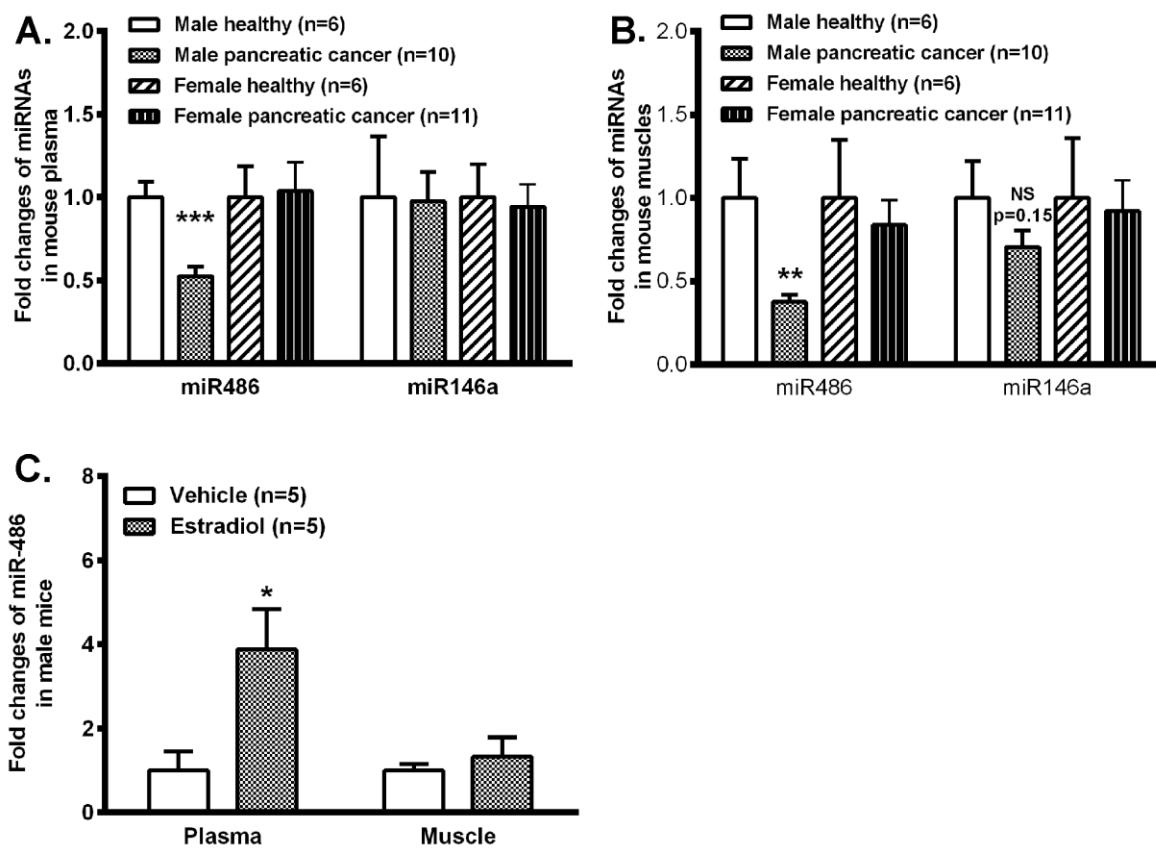 A.
Fold changes of miRNAs
in mouse plasma
2.0
1.5
1.0
0.5
0.0
Male healthy (n=6)
Male pancreatic cancer (n=10)
Female healthy (n=6)
Female pancreatic cancer (n=11)
***
miR486
miR146a
B.
Fold changes of miRNAs
in mouse muscles
2.0
1.5
1.0
0.5
0.0
Male healthy (n=6)
Male pancreatic cancer (n=10)
Female healthy (n=6)
Female pancreatic cancer (n=11)
**
NS
p=0.15
miR486
miR146a
C.
Fold changes of miR-486
in male mice
8
6
4
2
0
Vehicle (n=5)
Estradiol (n=5)
*
Plasma
Muscle